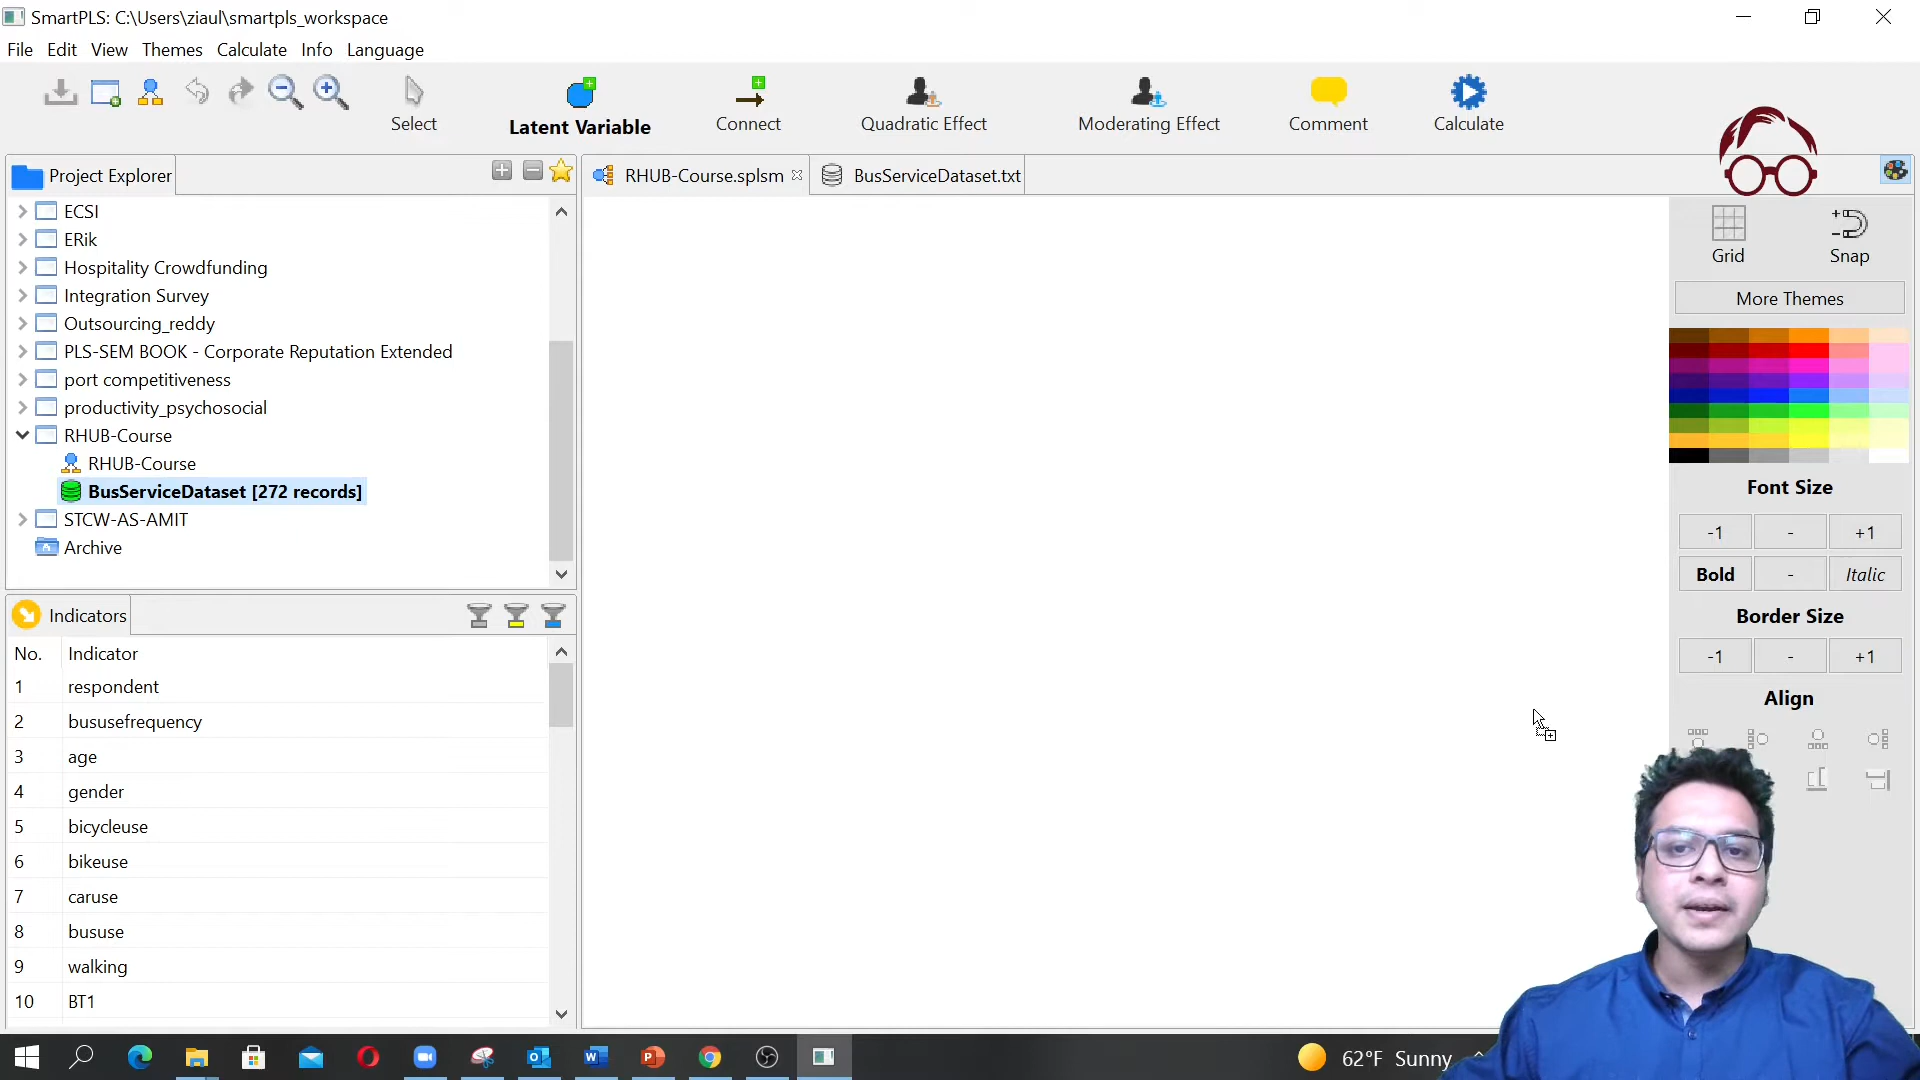 SmartPLS: C:\Users\ziaul\smartpls_workspace
File Edit View Themes Calculate Info Language
Select
Latent Variable
Connect
Quadratic Effect
Moderating Effect
Comment
Calculate
Project Explorer
RHUB-Course.splsm
BusServiceDataset.txt
ECSI
ERik
Hospitality Crowdfunding
Integration Survey
Outsourcing_reddy
PLS-SEM BOOK - Corporate Reputation Extended
port competitiveness
productivity_psychosocial
RHUB-Course
RHUB-Course
BusServiceDataset [272 records]
STCW-AS-AMIT
Archive
Indicators
No. Indicator
1 respondent
2 bususefrequency
3 age
4 gender
5 bicycleuse
6 bikeuse
7 caruse
8 bususe
9 walking
10 BT1
Grid Snap
More Themes
Font Size
-1 - +1
Bold - Italic
Border Size
-1 - +1
Align
62°F Sunny